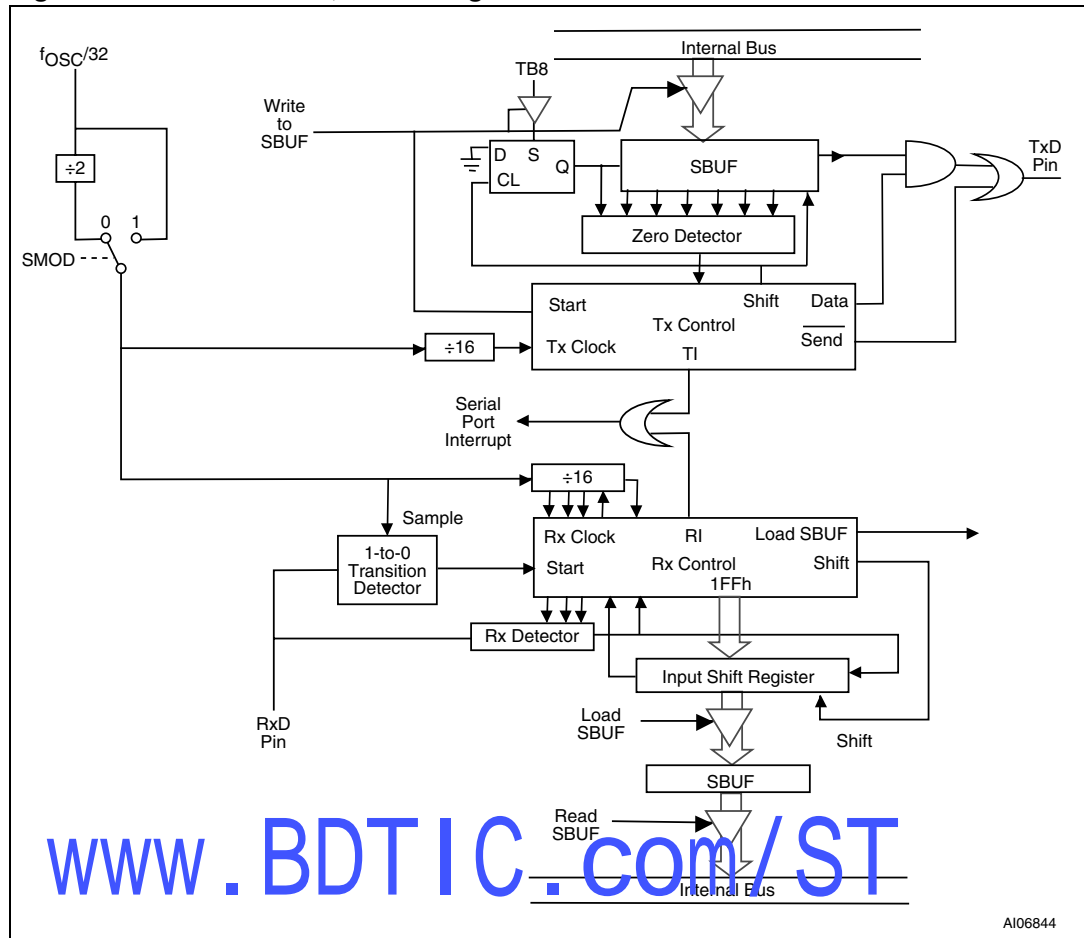 Internal Bus
fOSC/32
TB8
Write
to
SBUF
TxD
Pin
D S
Q
CL
÷2
SBUF
0 1
Zero Detector
SMOD
Start
Shift
Data
Tx Control
Send
÷16
Tx Clock
TI
Serial
Port
Interrupt
÷16
Sample
Rx Clock
RI
Load SBUF
1-to-0
Transition
Detector
Start
Rx Control
Shift
1FFh
Rx Detector
Input Shift Register
RxD
Pin
Load
SBUF
Shift
SBUF
Read
SBUF
www.BDTIC.com/ST
Internal Bus
AI06844